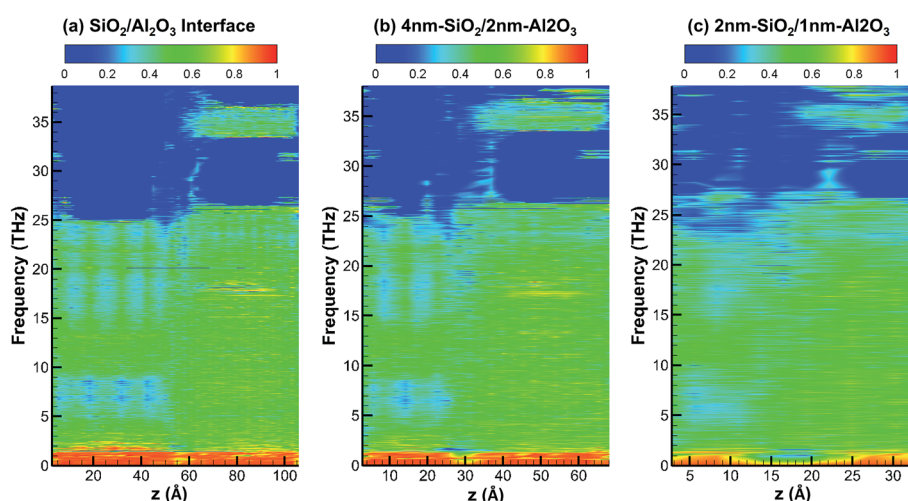 (a) SiO₂/Al₂O₃ Interface
0 0.2 0.4 0.6 0.8 1
Frequency (THz)
35
30
25
20
15
10
5
0
20 40 60 80 100
z (Å)
(b) 4nm-SiO₂/2nm-Al2O₃
0 0.2 0.4 0.6 0.8 1
Frequency (THz)
35
30
25
20
15
10
5
0
10 20 30 40 50 60
z (Å)
(c) 2nm-SiO₂/1nm-Al2O₃
0 0.2 0.4 0.6 0.8 1
Frequency (THz)
35
30
25
20
15
10
5
0
5 10 15 20 25 30
z (Å)